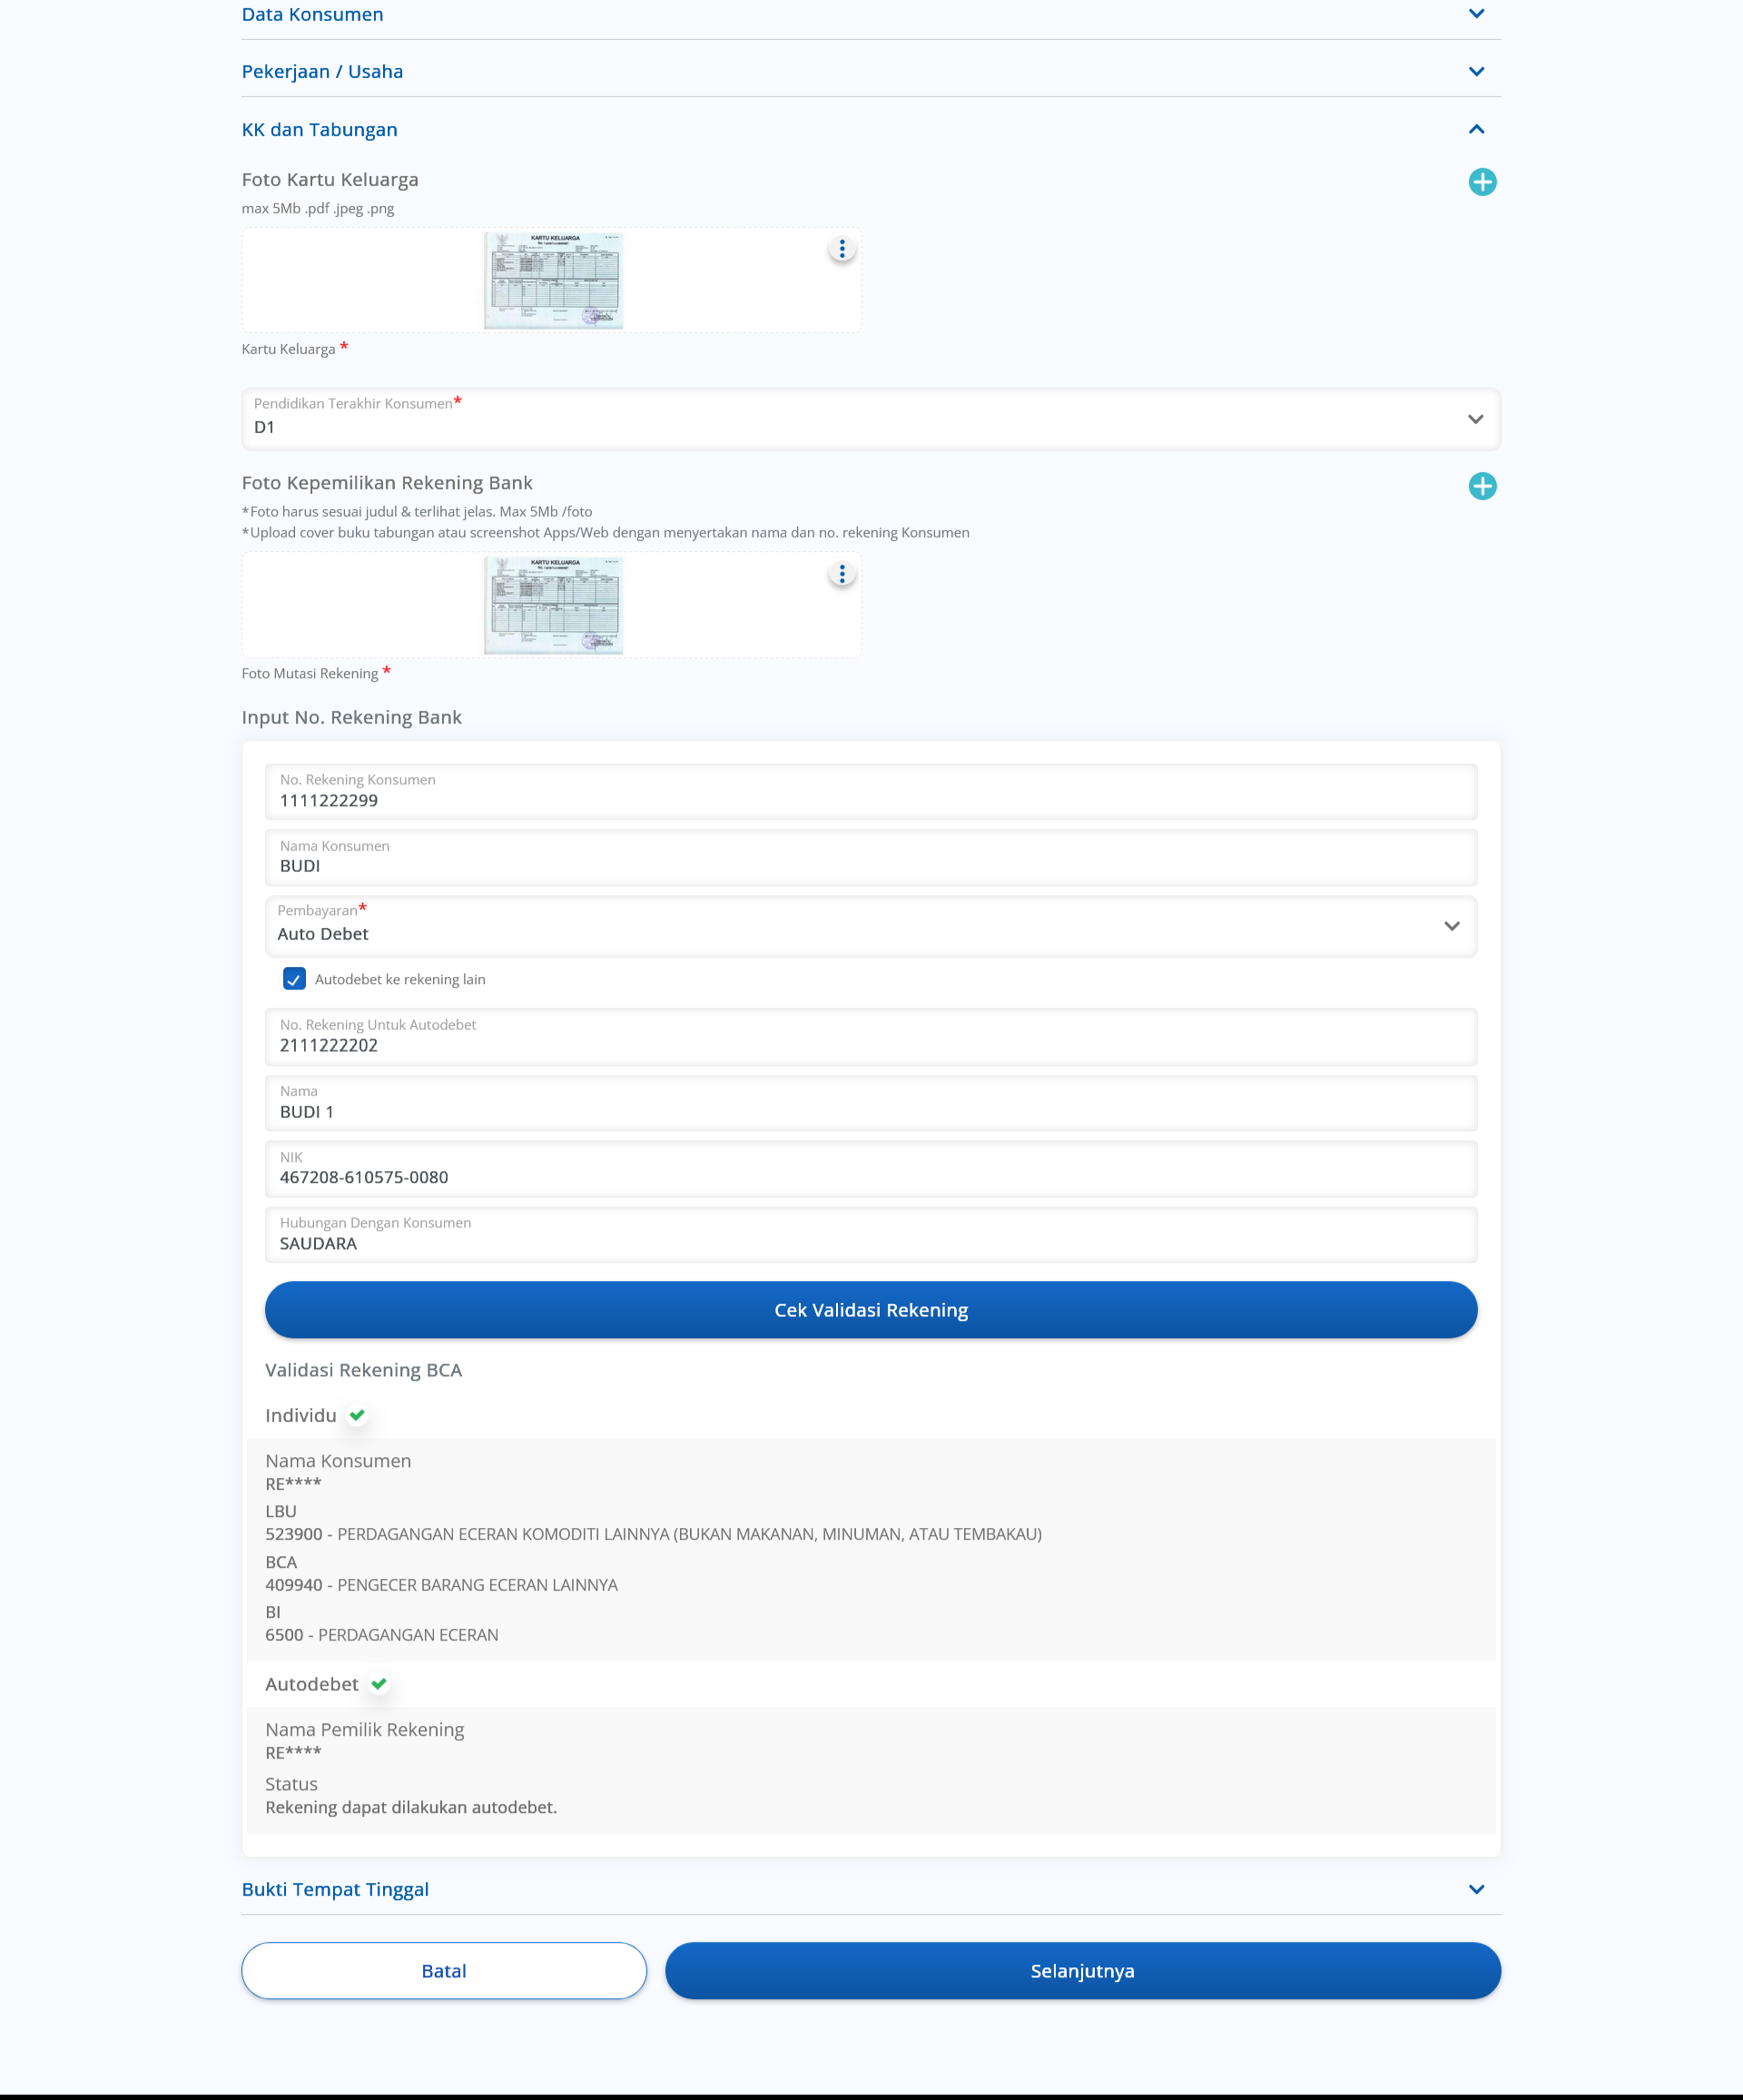 Data Konsumen
Pekerjaan / Usaha
KK dan Tabungan
Foto Kartu Keluarga
max 5Mb .pdf .jpeg .png
KARTU KELUARGA
Kartu Keluarga *
Pendidikan Terakhir Konsumen*
D1
Foto Kepemilikan Rekening Bank
*Foto harus sesuai judul & terlihat jelas. Max 5Mb /foto
*Upload cover buku tabungan atau screenshot Apps/Web dengan menyertakan nama dan no. rekening Konsumen
KARTU KELUARGA
Foto Mutasi Rekening *
Input No. Rekening Bank
No. Rekening Konsumen
1111222299
Nama Konsumen
BUDI
Pembayaran*
Auto Debet
Autodebet ke rekening lain
No. Rekening Untuk Autodebet
2111222202
Nama
BUDI 1
NIK
467208-610575-0080
Hubungan Dengan Konsumen
SAUDARA
Cek Validasi Rekening
Validasi Rekening BCA
Individu
Nama Konsumen
RE****
LBU
523900 - PERDAGANGAN ECERAN KOMODITI LAINNYA (BUKAN MAKANAN, MINUMAN, ATAU TEMBAKAU)
BCA
409940 - PENGECER BARANG ECERAN LAINNYA
BI
6500 - PERDAGANGAN ECERAN
Autodebet
Nama Pemilik Rekening
RE****
Status
Rekening dapat dilakukan autodebet.
Bukti Tempat Tinggal
Batal
Selanjutnya